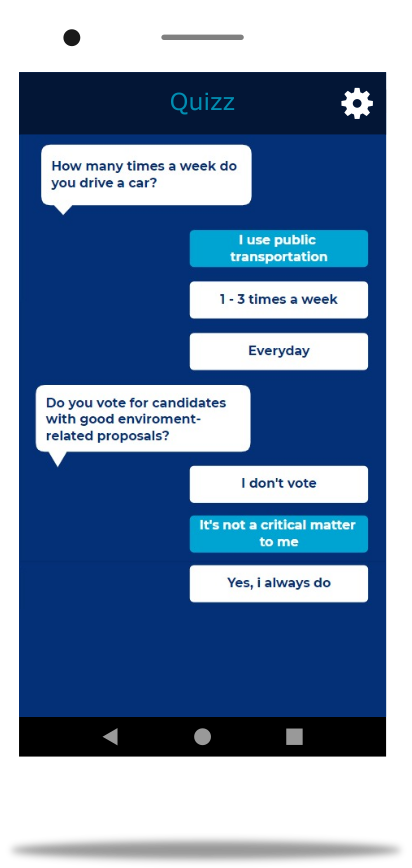 Quizz
How many times a week do
you drive a car?
I use public
transportation
1 - 3 times a week
Everyday
Do you vote for candidates
with good enviroment-
related proposals?
I don't vote
It's not a critical matter
to me
Yes, i always do